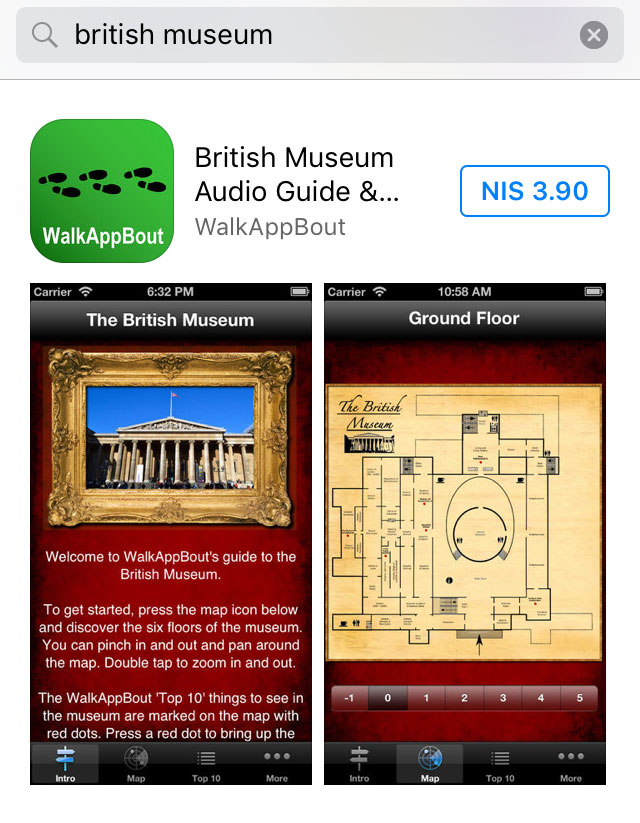 british museum
WalkAppBout
British Museum
Audio Guide &...
WalkAppBout
NIS 3.90
Carrier 6:32 PM
The British Museum
Welcome to WalkAppBout's guide to the
British Museum.
To get started, press the map icon below
and discover the six floors of the museum.
You can pinch in and out and pan around
the map. Double tap to zoom in and out.
The WalkAppBout 'Top 10' things to see in
the museum are marked on the map with
red dots. Press a red dot to bring up the
Intro Map Top 10 More
Carrier 10:58 AM
Ground Floor
The British
Museum
-1 0 1 2 3 4 5
Intro Map Top 10 More